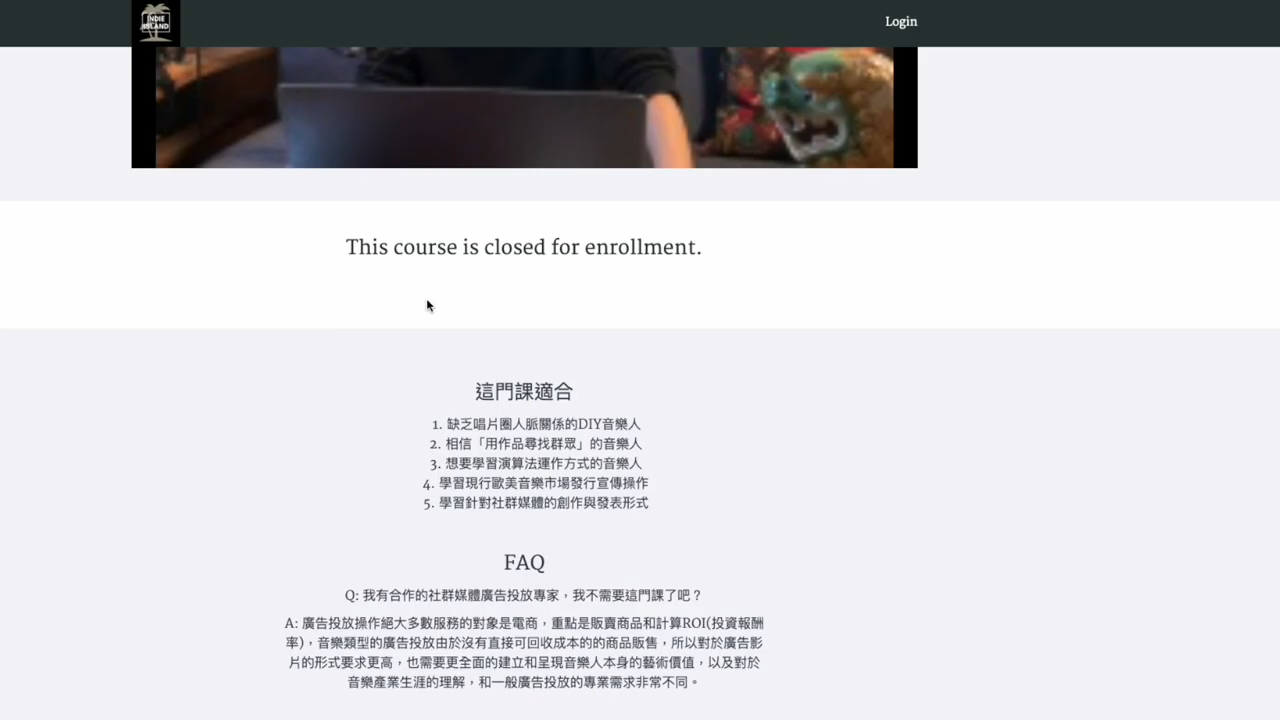 INDIE
ISLAND
Login
This course is closed for enrollment.
這門課適合
1. 缺乏唱片圈人脈關係的DIY音樂人
2. 相信「用作品尋找群眾」的音樂人
3. 想要學習演算法運作方式的音樂人
4. 學習現行歐美音樂市場發行宣傳操作
5. 學習針對社群媒體的創作與發表形式
FAQ
Q: 我有合作的社群媒體廣告投放專家，我不需要這門課了吧？
A: 廣告投放操作絕大多數服務的對象是電商，重點是販賣商品和計算ROI(投資報酬
率)，音樂類型的廣告投放由於沒有直接可回收成本的的商品販售，所以對於廣告影
片的形式要求更高，也需要更全面的建立和呈現音樂人本身的藝術價值，以及對於
音樂產業生涯的理解，和一般廣告投放的專業需求非常不同。